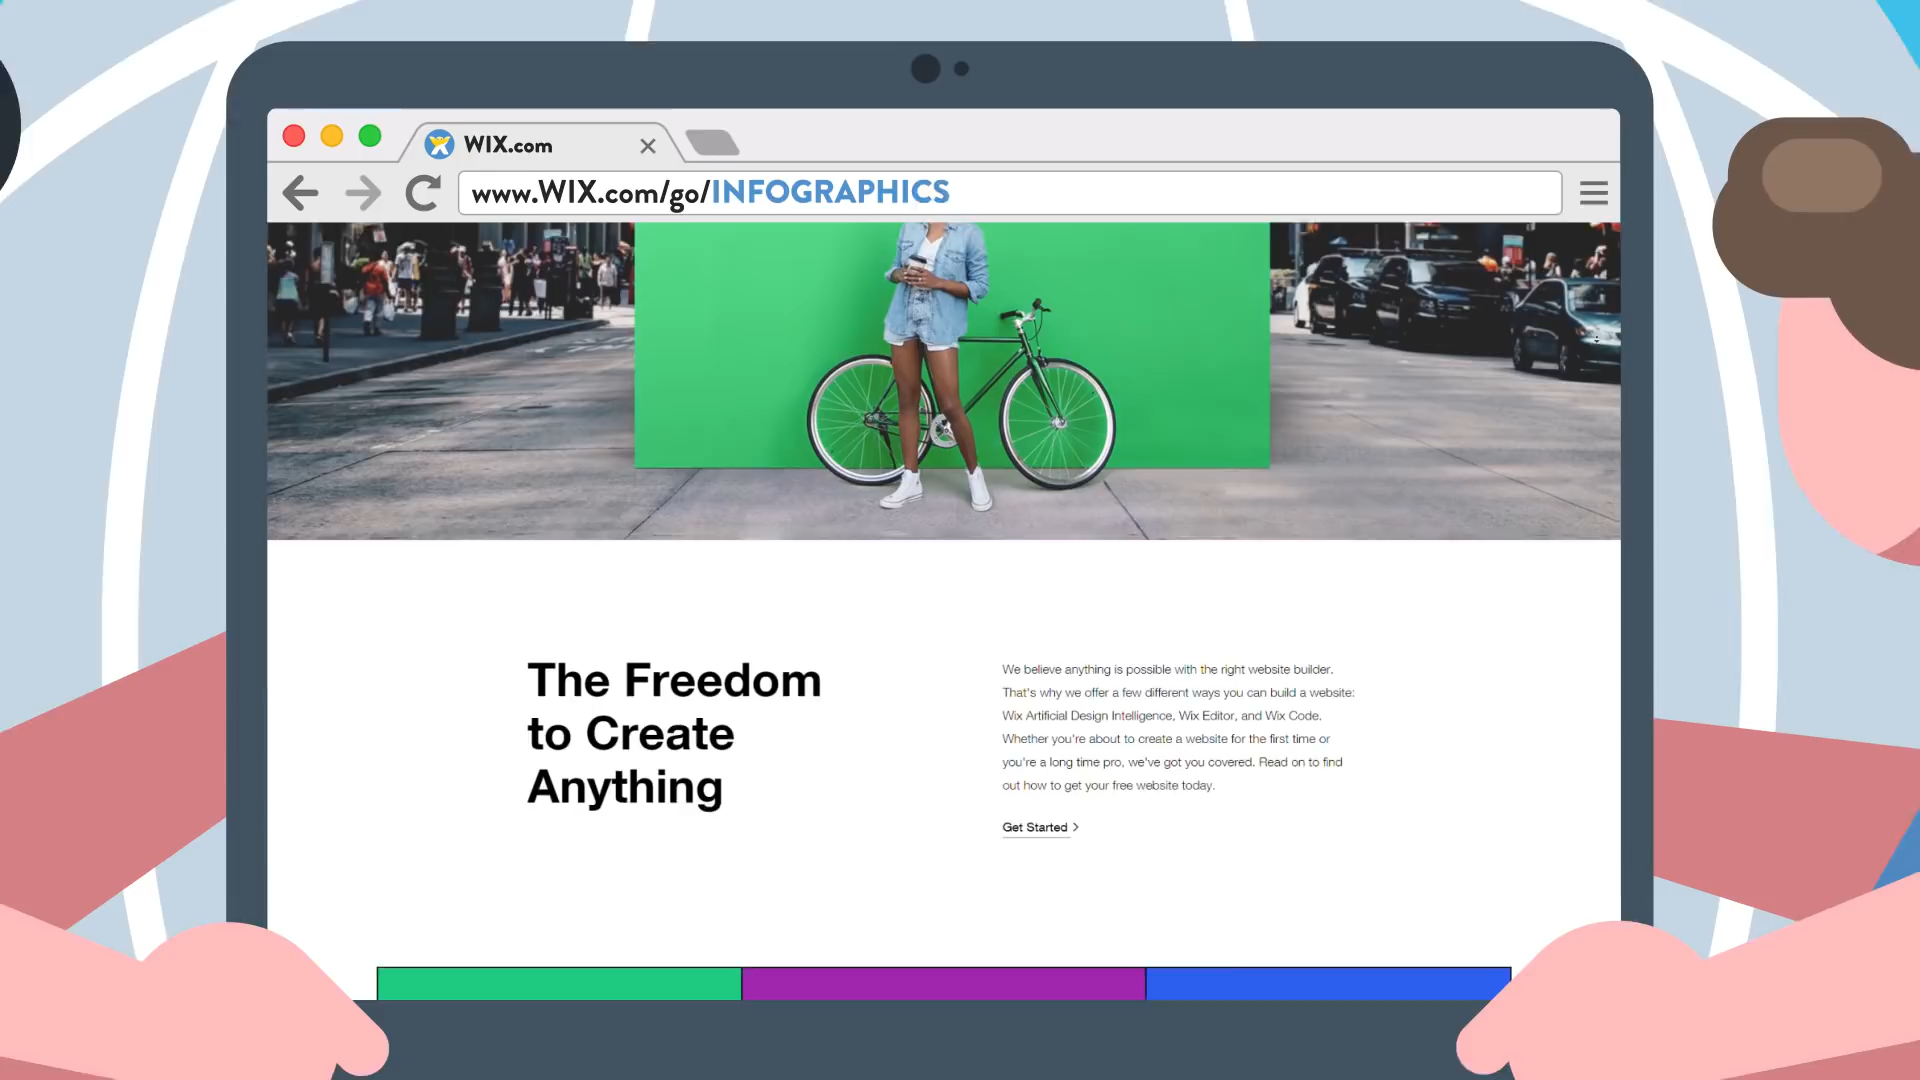 WIX.com
www.WIX.com/go/INFOGRAPHICS
The Freedom
to Create
Anything
We believe anything is possible with the right website builder.
That's why we offer a few different ways you can build a website:
Wix Artificial Design Intelligence, Wix Editor, and Wix Code.
Whether you're about to create a website for the first time or
you're a long time pro, we've got you covered. Read on to find
out how to get your free website today.
Get Started >